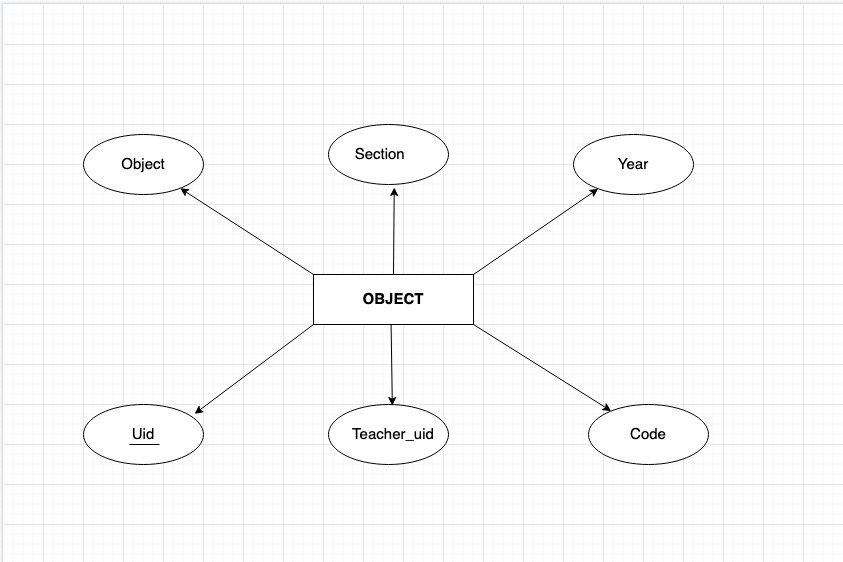 Object
Section
Year
OBJECT
Uid
Teacher_uid
Code